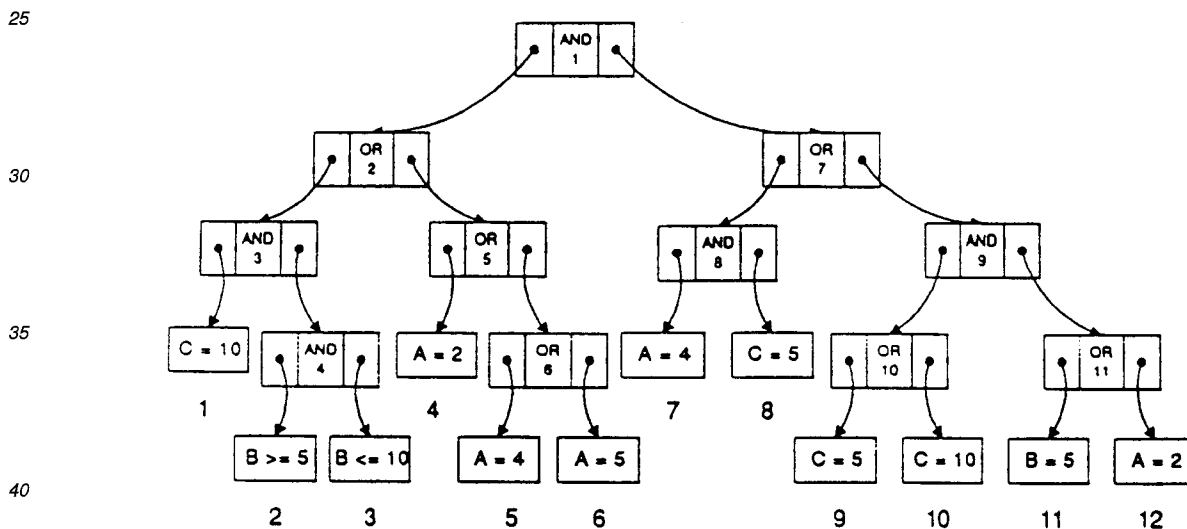 25
AND
1
OR
2
OR
7
30
AND
3
OR
5
AND
8
AND
9
35
C = 10
AND
4
A = 2
OR
6
A = 4
C = 5
OR
10
OR
11
1
4
7
8
B >= 5
B <= 10
A = 4
A = 5
C = 5
C = 10
B = 5
A = 2
40
2
3
5
6
9
10
11
12